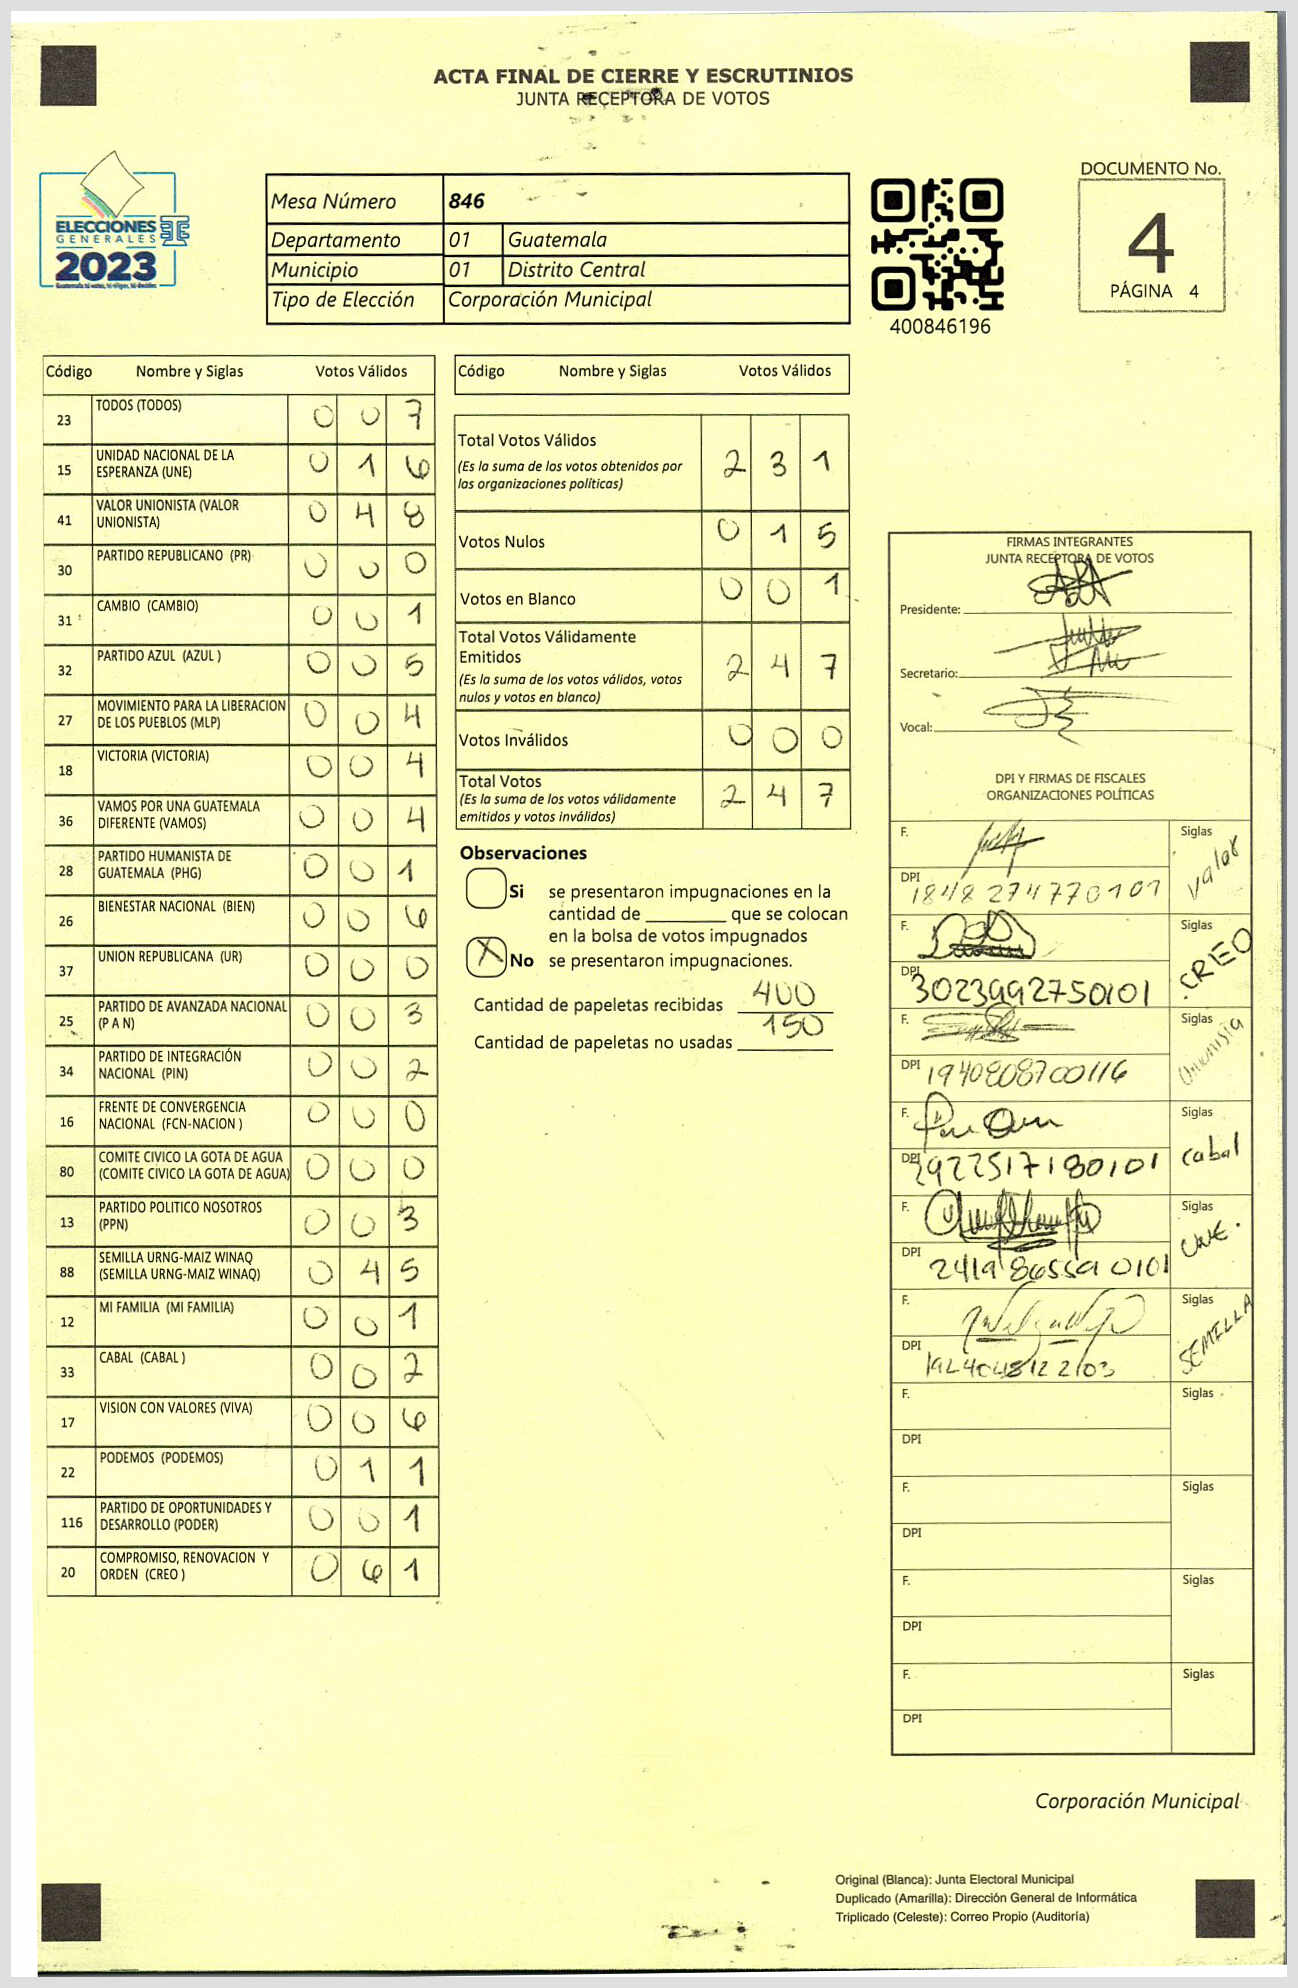 ACTA FINAL DE CIERRE Y ESCRUTINIOS
JUNTA RECEPTORA DE VOTOS
ELECCIONES
GENERALES
2023
Guatemala tú votas, tú eliges, tú decides
Mesa Número 846
Departamento 01 Guatemala
Municipio 01 Distrito Central
Tipo de Elección Corporación Municipal
400846196
DOCUMENTO No.
4
PÁGINA 4
Código Nombre y Siglas Votos Válidos
23 TODOS (TODOS) 0 0 7
15 UNIDAD NACIONAL DE LA ESPERANZA (UNE) 0 1 6
41 VALOR UNIONISTA (VALOR UNIONISTA) 0 4 8
30 PARTIDO REPUBLICANO (PR) 0 0 0
31 CAMBIO (CAMBIO) 0 0 1
32 PARTIDO AZUL (AZUL ) 0 0 5
27 MOVIMIENTO PARA LA LIBERACION DE LOS PUEBLOS (MLP) 0 0 4
18 VICTORIA (VICTORIA) 0 0 4
36 VAMOS POR UNA GUATEMALA DIFERENTE (VAMOS) 0 0 4
28 PARTIDO HUMANISTA DE GUATEMALA (PHG) 0 0 1
26 BIENESTAR NACIONAL (BIEN) 0 0 6
37 UNION REPUBLICANA (UR) 0 0 0
25 PARTIDO DE AVANZADA NACIONAL (P A N) 0 0 3
34 PARTIDO DE INTEGRACIÓN NACIONAL (PIN) 0 0 2
16 FRENTE DE CONVERGENCIA NACIONAL (FCN-NACION ) 0 0 0
80 COMITE CIVICO LA GOTA DE AGUA (COMITE CIVICO LA GOTA DE AGUA) 0 0 0
13 PARTIDO POLITICO NOSOTROS (PPN) 0 0 3
88 SEMILLA URNG-MAIZ WINAQ (SEMILLA URNG-MAIZ WINAQ) 0 4 5
12 MI FAMILIA (MI FAMILIA) 0 0 1
33 CABAL (CABAL ) 0 0 2
17 VISION CON VALORES (VIVA) 0 0 6
22 PODEMOS (PODEMOS) 0 1 1
116 PARTIDO DE OPORTUNIDADES Y DESARROLLO (PODER) 0 0 1
20 COMPROMISO, RENOVACION Y ORDEN (CREO ) 0 6 1
Código Nombre y Siglas Votos Válidos
Total Votos Válidos 2 3 1
(Es la suma de los votos obtenidos por
las organizaciones políticas)
Votos Nulos 0 1 5
Votos en Blanco 0 0 1
Total Votos Válidamente
Emitidos 2 4 7
(Es la suma de los votos válidos, votos
nulos y votos en blanco)
Votos Inválidos 0 0 0
Total Votos 2 4 7
(Es la suma de los votos válidamente
emitidos y votos inválidos)
Observaciones
Si se presentaron impugnaciones en la
cantidad de ________ que se colocan
en la bolsa de votos impugnados
X No se presentaron impugnaciones.
Cantidad de papeletas recibidas 400
Cantidad de papeletas no usadas 150
FIRMAS INTEGRANTES
JUNTA RECEPTORA DE VOTOS
Presidente:
Secretario:
Vocal:
DPI Y FIRMAS DE FISCALES
ORGANIZACIONES POLÍTICAS
F. Siglas valor
DPI 1848 27477 0101
F. Siglas CREO
DPI 3023992750101
F. Siglas Unionista
DPI 1940808700116
F. Siglas cabal
DPI 2922517180101
F. Siglas UNE.
DPI
F. Siglas SEMILLA
DPI
F. Siglas
DPI
F. Siglas
DPI
F. Siglas
DPI
F. Siglas
DPI
Corporación Municipal
Original (Blanca): Junta Electoral Municipal
Duplicado (Amarilla): Dirección General de Informática
Triplicado (Celeste): Correo Propio (Auditoría)